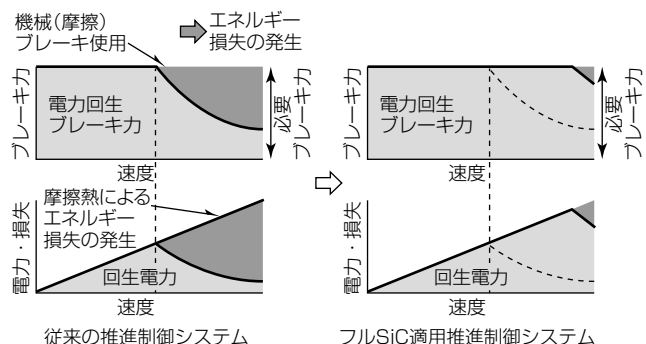 機械(摩擦)
ブレーキ使用
エネルギー
損失の発生
ブレーキ力
電力回生
ブレーキ力
必要
ブレーキ力
速度
摩擦熱による
エネルギー
損失の発生
電力・損失
回生電力
速度
従来の推進制御システム
ブレーキ力
電力回生
ブレーキ力
必要
ブレーキ力
速度
電力・損失
回生電力
速度
フルSiC適用推進制御システム